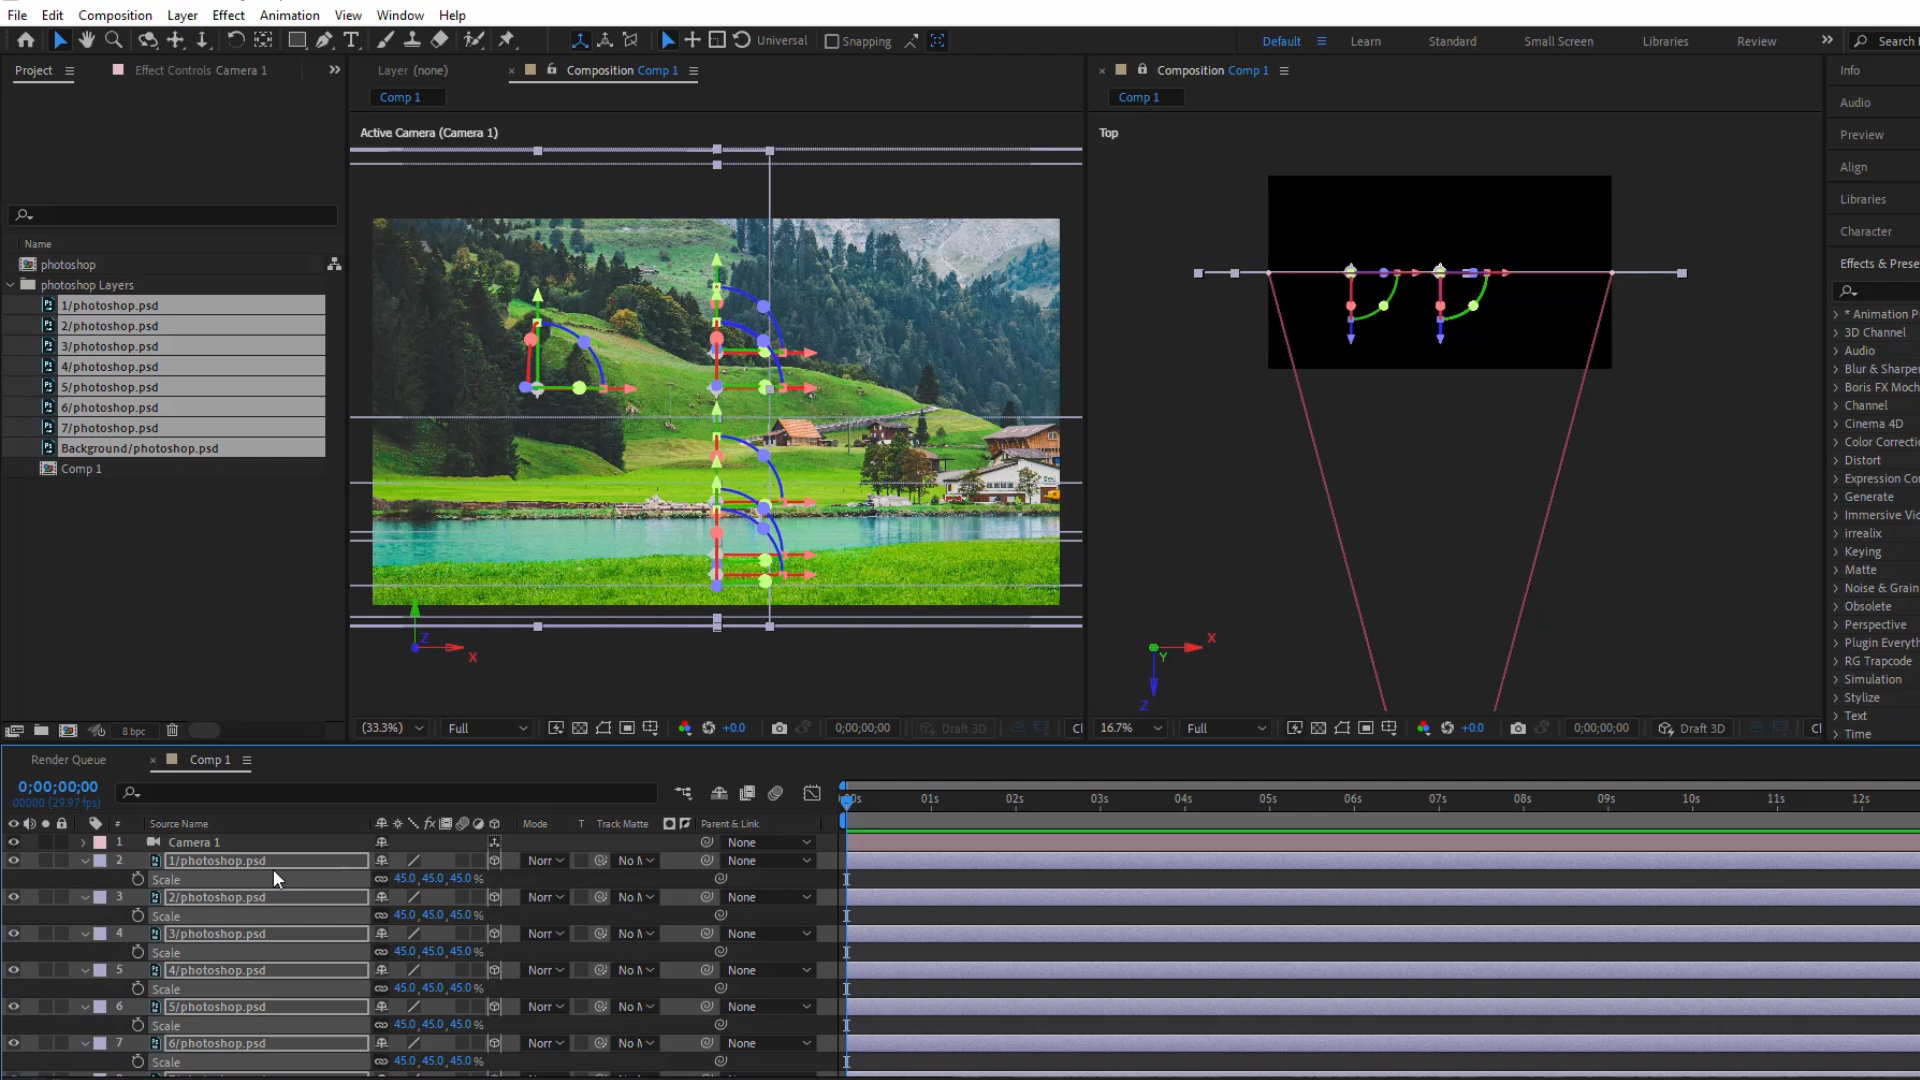 File Edit Composition Layer Effect Animation View Window Help
Universal Snapping Default Learn Standard Small Screen Libraries Review Search
Project Effect Controls Camera 1 Layer (none) Composition Comp 1 Composition Comp 1 Info
Comp 1 Comp 1
Audio
Active Camera (Camera 1) Top Preview
Align
Libraries
Character
Effects & Prese
Name
photoshop
photoshop Layers
1/photoshop.psd
2/photoshop.psd
3/photoshop.psd
4/photoshop.psd
5/photoshop.psd
6/photoshop.psd
7/photoshop.psd
Background/photoshop.psd
Comp 1
* Animation P
3D Channel
Audio
Blur & Sharpe
Boris FX Moch
Channel
Cinema 4D
Color Correctio
Distort
Expression Co
Generate
Immersive Vid
irrealix
Keying
Matte
Noise & Grain
Obsolete
Perspective
Plugin Everyth
RG Trapcode
Simulation
Stylize
Text
Time
Z X
X Y Z
8 bpc (33.3%) Full +0.0 0;00;00;00 Draft 3D Cl 16.7% Full +0.0 0;00;00;00 Draft 3D Cl
Render Queue Comp 1
0;00;00;00
00000 (29.97 fps)
01s 02s 03s 04s 05s 06s 07s 08s 09s 10s 11s 12s
# Source Name fx Mode T Track Matte Parent & Link
1 Camera 1 None
2 1/photoshop.psd Norr No M None
Scale 45.0,45.0,45.0 %
3 2/photoshop.psd Norr No M None
Scale 45.0,45.0,45.0 %
4 3/photoshop.psd Norr No M None
Scale 45.0,45.0,45.0 %
5 4/photoshop.psd Norr No M None
Scale 45.0,45.0,45.0 %
6 5/photoshop.psd Norr No M None
Scale 45.0,45.0,45.0 %
7 6/photoshop.psd Norr No M None
Scale 45.0,45.0,45.0 %